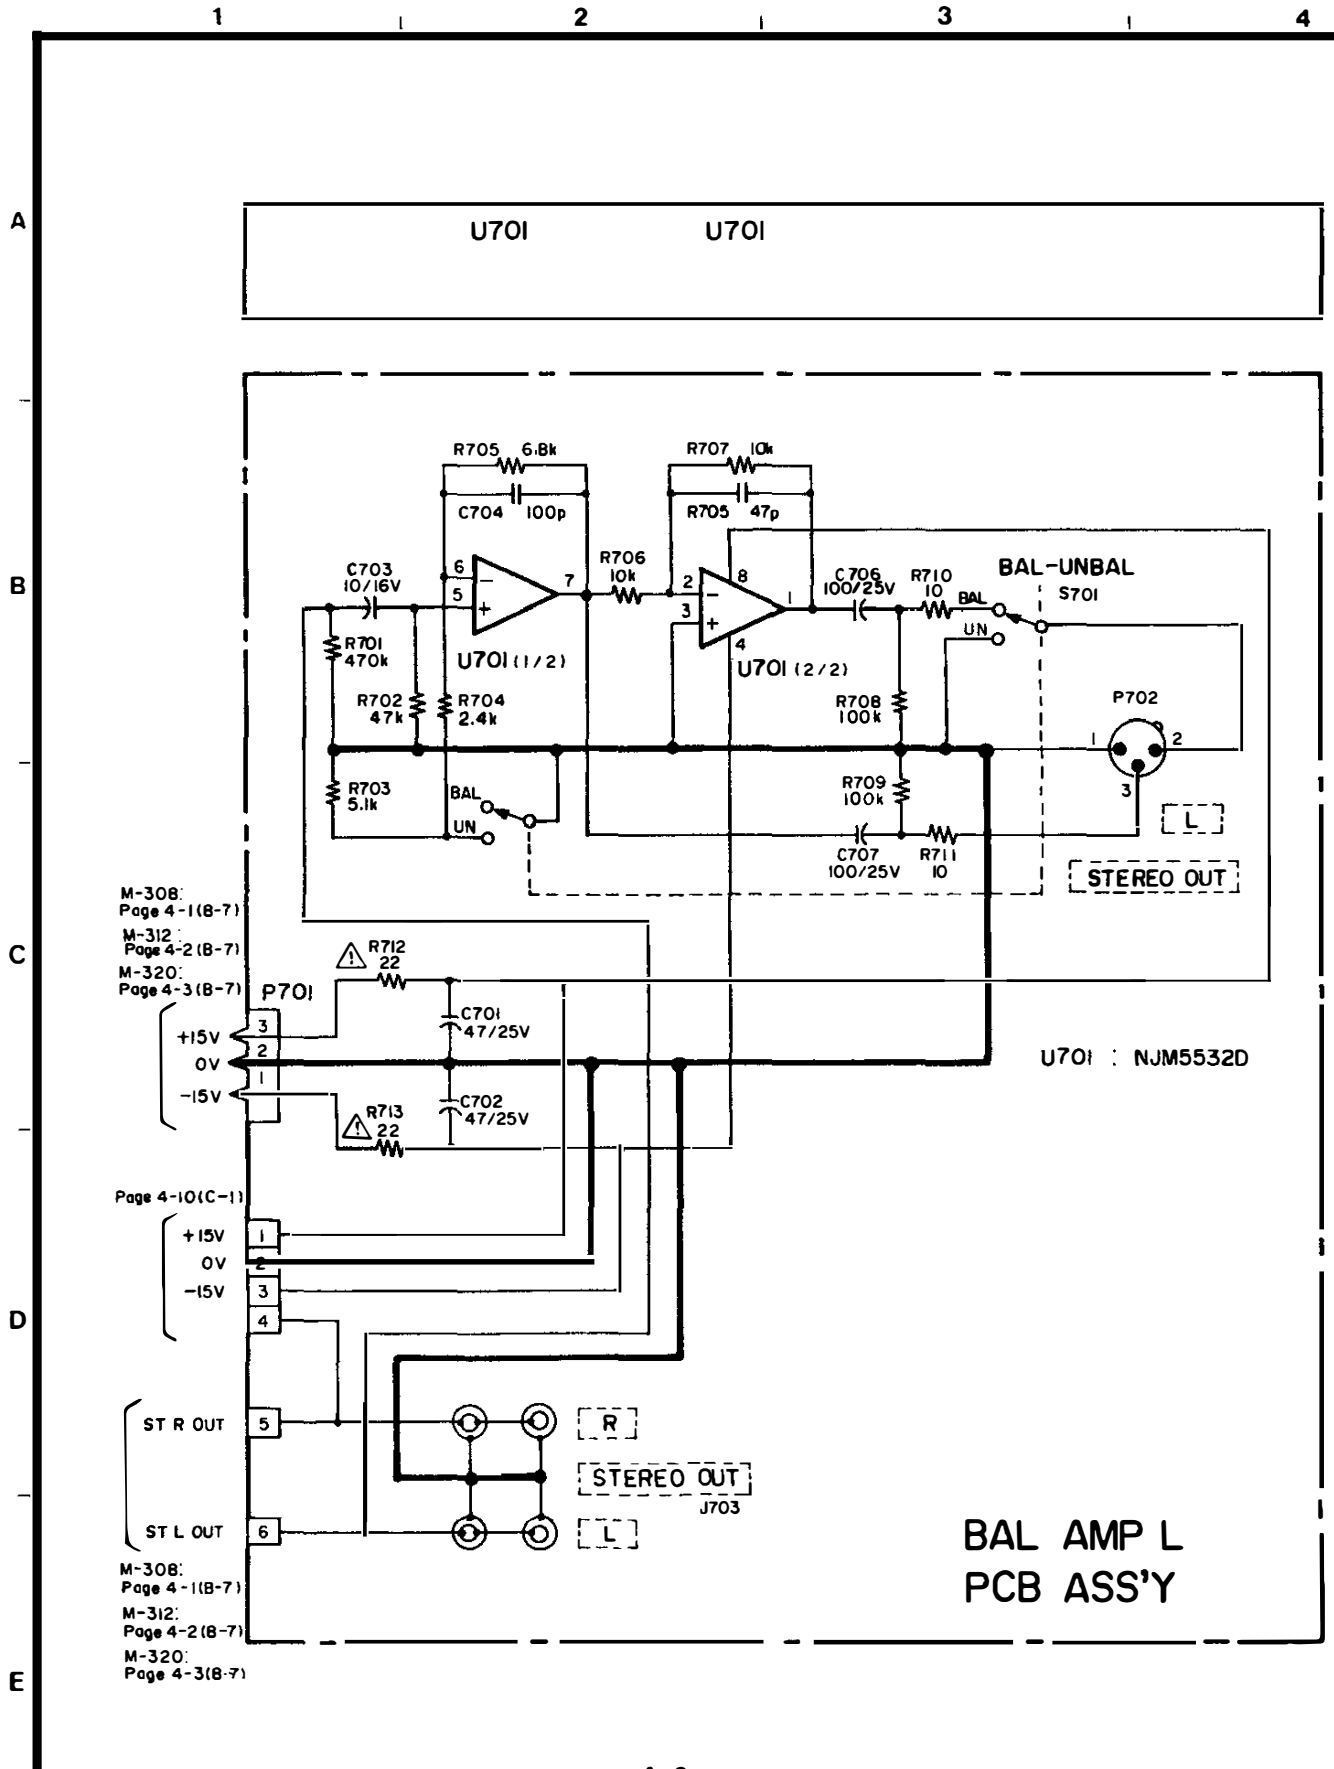 1 2 3 4
A
U701 U701
R705 6.8k
R707 10k
C704 100p
R705 47p
B
C703
10/16V
R706
10k
C706
100/25V
R710
10
BAL-UNBAL
S701
BAL
UN
6
5
7
2
3
8
1
4
−
+
−
+
R701
470k
U701 (1/2)
U701 (2/2)
R702
47k
R704
2.4k
R708
100k
P702
1 2
3
R703
5.1k
BAL
UN
R709
100k
C707
100/25V
R711
10
L
STEREO OUT
M-308:
Page 4-1(B-7)
M-312:
Page 4-2(B-7)
M-320:
Page 4-3(B-7)
C
! R712
22
P701
+15V 3
0V 2
-15V 1
C701
47/25V
U701 : NJM5532D
C702
47/25V
! R713
22
Page 4-10(C-1)
+15V 1
0V 2
-15V 3
4
D
ST R OUT 5
R
STEREO OUT
J703
ST L OUT 6
L
BAL AMP L
PCB ASS'Y
M-308:
Page 4-1(B-7)
M-312:
Page 4-2(B-7)
M-320:
Page 4-3(B-7)
E